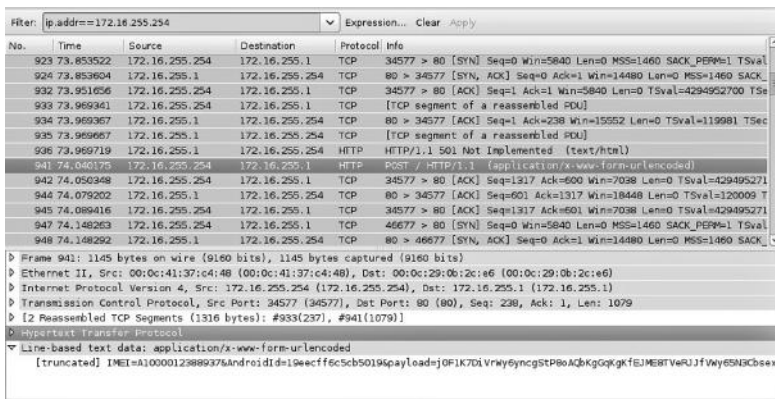 Filter: ip.addr==172.16.255.254 Expression... Clear Apply
No. Time Source Destination Protocol Info
923 73.853522 172.16.255.254 172.16.255.1 TCP 34577 > 80 [SYN] Seq=0 Win=5840 Len=0 MSS=1460 SACK_PERM=1 TSval
924 73.853604 172.16.255.1 172.16.255.254 TCP 80 > 34577 [SYN, ACK] Seq=0 Ack=1 Win=14480 Len=0 MSS=1460 SACK_
932 73.951656 172.16.255.254 172.16.255.1 TCP 34577 > 80 [ACK] Seq=1 Ack=1 Win=5840 Len=0 TSval=4294952700 TSe
933 73.969341 172.16.255.254 172.16.255.1 TCP [TCP segment of a reassembled PDU]
934 73.969367 172.16.255.1 172.16.255.254 TCP 80 > 34577 [ACK] Seq=1 Ack=238 Win=15552 Len=0 TSval=119981 TSec
935 73.969667 172.16.255.1 172.16.255.254 TCP [TCP segment of a reassembled PDU]
936 73.969719 172.16.255.1 172.16.255.254 HTTP HTTP/1.1 501 Not Implemented (text/html)
941 74.040175 172.16.255.254 172.16.255.1 HTTP POST / HTTP/1.1 (application/x-www-form-urlencoded)
942 74.050348 172.16.255.254 172.16.255.1 TCP 34577 > 80 [ACK] Seq=1317 Ack=600 Win=7038 Len=0 TSval=429495271
944 74.079202 172.16.255.1 172.16.255.254 TCP 80 > 34577 [ACK] Seq=601 Ack=1317 Win=18448 Len=0 TSval=120009 T
945 74.089416 172.16.255.254 172.16.255.1 TCP 34577 > 80 [ACK] Seq=1317 Ack=601 Win=7038 Len=0 TSval=429495271
947 74.148263 172.16.255.254 172.16.255.1 TCP 46677 > 80 [SYN] Seq=0 Win=5840 Len=0 MSS=1460 SACK_PERM=1 TSval
948 74.148292 172.16.255.1 172.16.255.254 TCP 80 > 46677 [SYN, ACK] Seq=0 Ack=1 Win=14480 Len=0 MSS=1460 SACK_
Frame 941: 1145 bytes on wire (9160 bits), 1145 bytes captured (9160 bits)
Ethernet II, Src: 00:0c:41:37:c4:48 (00:0c:41:37:c4:48), Dst: 00:0c:29:0b:2c:e6 (00:0c:29:0b:2c:e6)
Internet Protocol Version 4, Src: 172.16.255.254 (172.16.255.254), Dst: 172.16.255.1 (172.16.255.1)
Transmission Control Protocol, Src Port: 34577 (34577), Dst Port: 80 (80), Seq: 238, Ack: 1, Len: 1079
[2 Reassembled TCP Segments (1316 bytes): #933(237), #941(1079)]
Hypertext Transfer Protocol
Line-based text data: application/x-www-form-urlencoded
[truncated] IMEI=A1000012388937&AndroidId=19eecff6c5cb5019&payload=